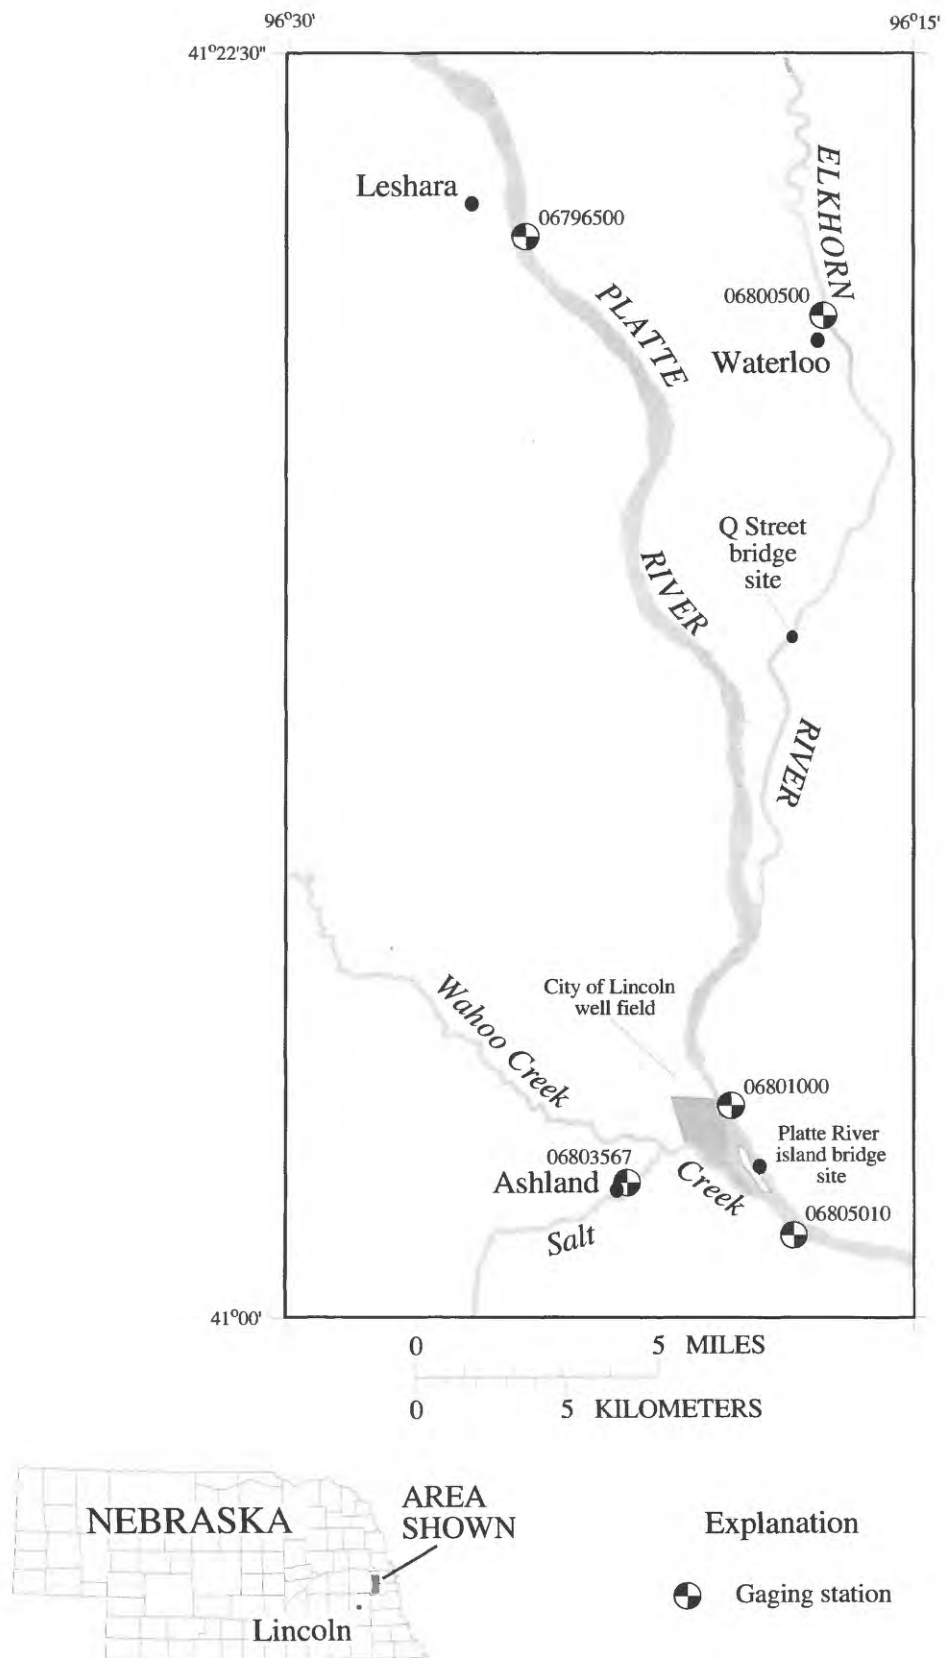 96°30'
96°15'
41°22'30"
Leshara
06796500
ELKHORN
PLATTE
06800500
Waterloo
Q Street
bridge
site
RIVER
RIVER
Wahoo Creek
City of Lincoln
well field
06801000
Platte River
island bridge
site
06803567
Ashland
Creek
06805010
Salt
41°00'
0 5 MILES
0 5 KILOMETERS
NEBRASKA
AREA
SHOWN
Lincoln
Explanation
Gaging station